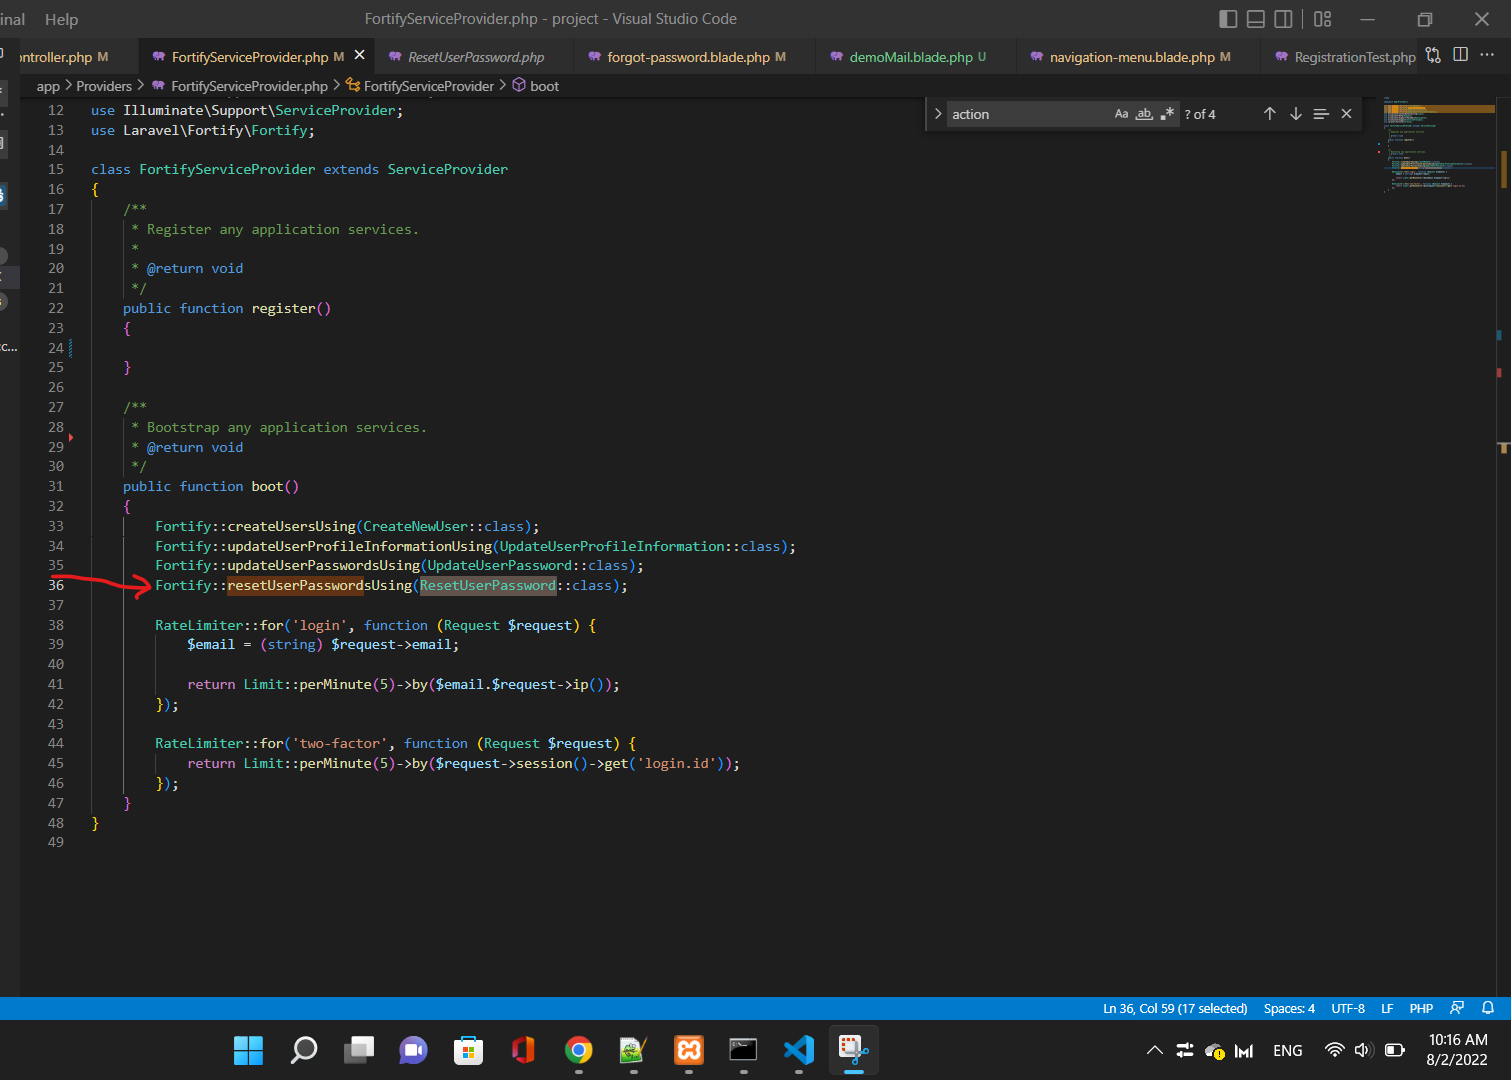 inal Help FortifyServiceProvider.php - project - Visual Studio Code
ontroller.php M FortifyServiceProvider.php M ResetUserPassword.php forgot-password.blade.php M demoMail.blade.php U navigation-menu.blade.php M RegistrationTest.php
app > Providers > FortifyServiceProvider.php > FortifyServiceProvider > boot
action Aa ab ? of 4
12 use Illuminate\Support\ServiceProvider;
13 use Laravel\Fortify\Fortify;
14
15 class FortifyServiceProvider extends ServiceProvider
16 {
17 /**
18 * Register any application services.
19 *
20 * @return void
21 */
22 public function register()
23 {
24
25 }
26
27 /**
28 * Bootstrap any application services.
29 * @return void
30 */
31 public function boot()
32 {
33 Fortify::createUsersUsing(CreateNewUser::class);
34 Fortify::updateUserProfileInformationUsing(UpdateUserProfileInformation::class);
35 Fortify::updateUserPasswordsUsing(UpdateUserPassword::class);
36 Fortify::resetUserPasswordsUsing(ResetUserPassword::class);
37
38 RateLimiter::for('login', function (Request $request) {
39 $email = (string) $request->email;
40
41 return Limit::perMinute(5)->by($email.$request->ip());
42 });
43
44 RateLimiter::for('two-factor', function (Request $request) {
45 return Limit::perMinute(5)->by($request->session()->get('login.id'));
46 });
47 }
48 }
49
cc...
Ln 36, Col 59 (17 selected) Spaces: 4 UTF-8 LF PHP
ENG 10:16 AM
8/2/2022